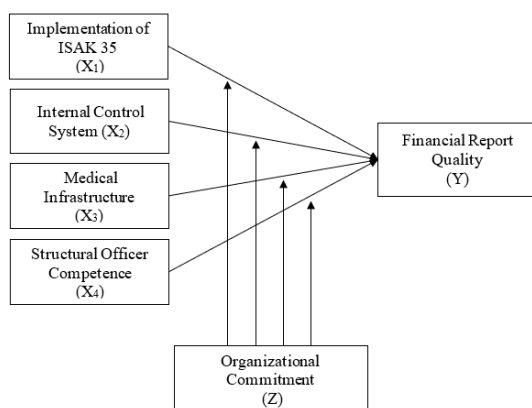 Implementation of
ISAK 35
(X₁)
Internal Control
System (X₂)
Medical
Infrastructure
(X₃)
Structural Officer
Competence
(X₄)
Financial Report
Quality
(Y)
Organizational
Commitment
(Z)